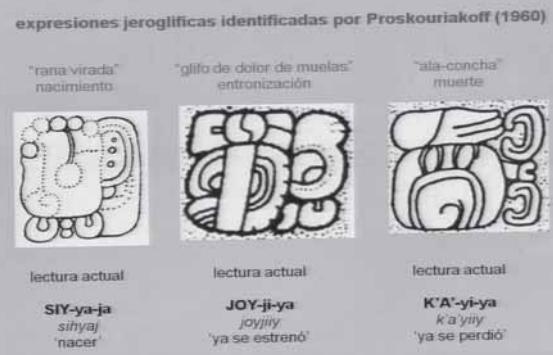 expresiones jeroglíficas identificadas por Proskouriakoff (1960)
"rana virada" "glifo de dolor de muelas" "ala-concha"
nacimiento entronización muerte
lectura actual lectura actual lectura actual
SIY-ya-ja JOY-ji-ya K'A'-yi-ya
sihyaj joyjiiy k'a'yiiy
'nacer' 'ya se estrenó' 'ya se perdió'